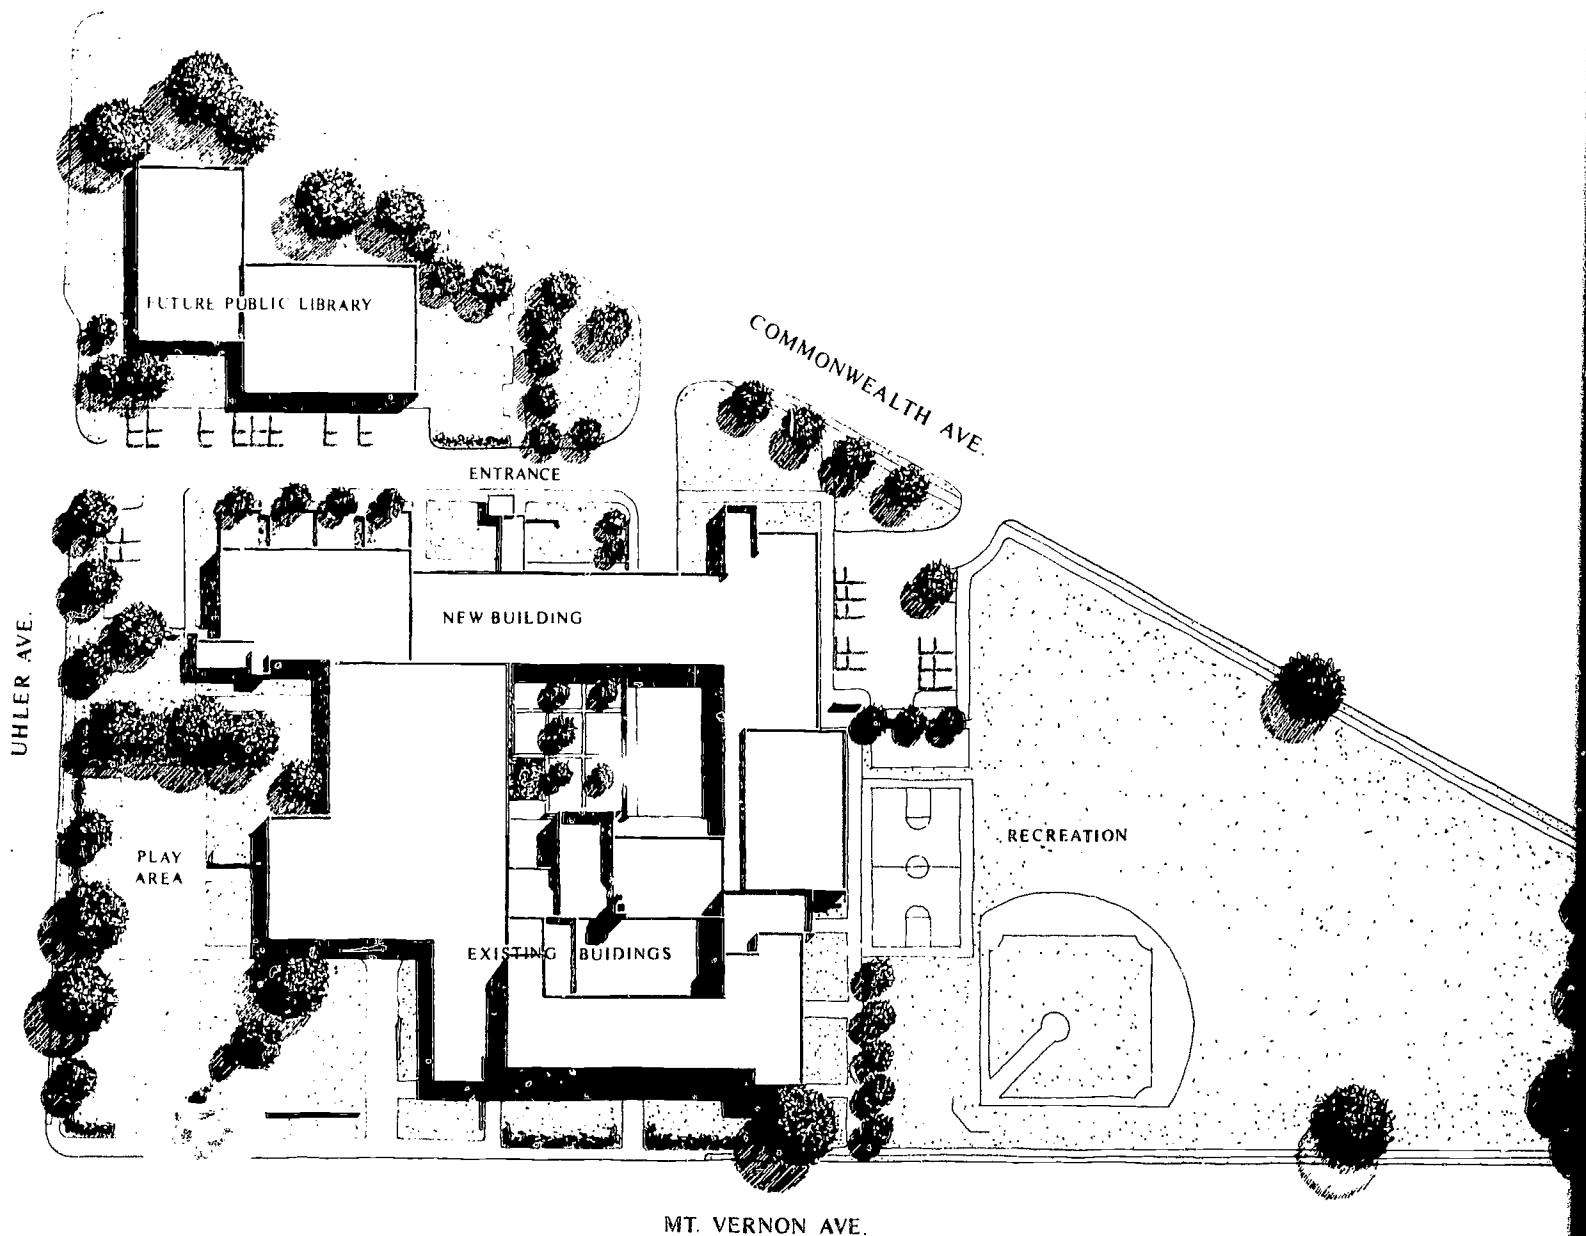 FUTURE PUBLIC LIBRARY
COMMONWEALTH AVE.
ENTRANCE
NEW BUILDING
UHLER AVE.
RECREATION
PLAY
AREA
EXISTING BUIDINGS
MT. VERNON AVE.